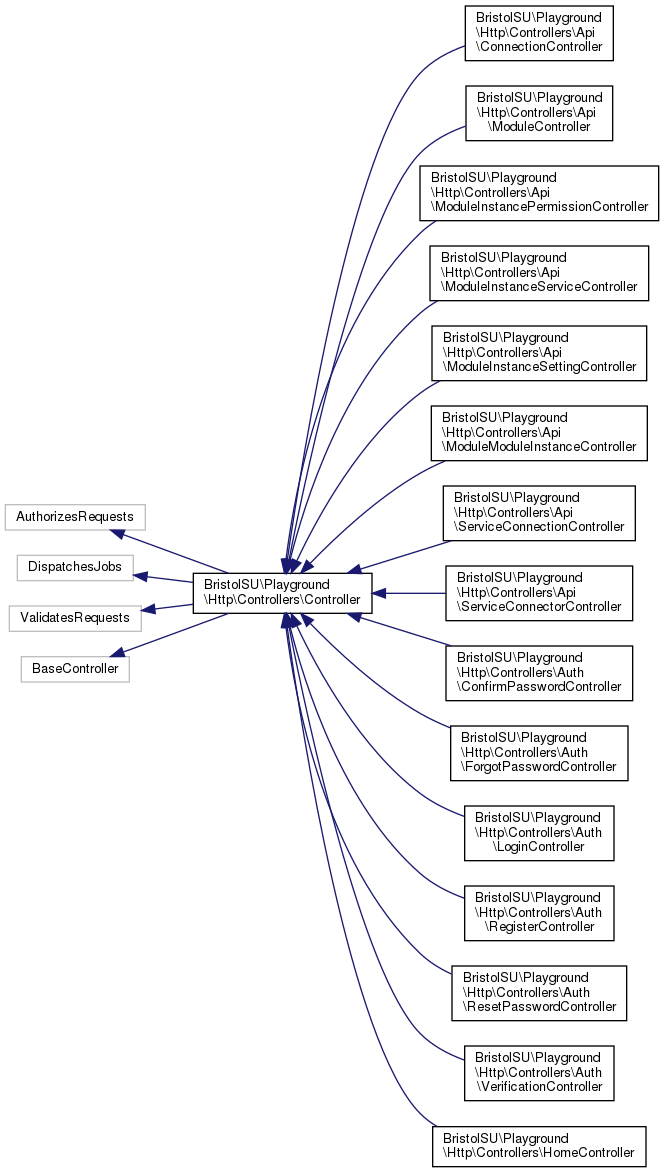 BristolSU\Playground
\Http\Controllers\Api
\ConnectionController
BristolSU\Playground
\Http\Controllers\Api
\ModuleController
BristolSU\Playground
\Http\Controllers\Api
\ModuleInstancePermissionController
BristolSU\Playground
\Http\Controllers\Api
\ModuleInstanceServiceController
BristolSU\Playground
\Http\Controllers\Api
\ModuleInstanceSettingController
BristolSU\Playground
\Http\Controllers\Api
\ModuleModuleInstanceController
BristolSU\Playground
\Http\Controllers\Api
\ServiceConnectionController
AuthorizesRequests
DispatchesJobs
ValidatesRequests
BaseController
BristolSU\Playground
\Http\Controllers\Controller
BristolSU\Playground
\Http\Controllers\Api
\ServiceConnectorController
BristolSU\Playground
\Http\Controllers\Auth
\ConfirmPasswordController
BristolSU\Playground
\Http\Controllers\Auth
\ForgotPasswordController
BristolSU\Playground
\Http\Controllers\Auth
\LoginController
BristolSU\Playground
\Http\Controllers\Auth
\RegisterController
BristolSU\Playground
\Http\Controllers\Auth
\ResetPasswordController
BristolSU\Playground
\Http\Controllers\Auth
\VerificationController
BristolSU\Playground
\Http\Controllers\HomeController